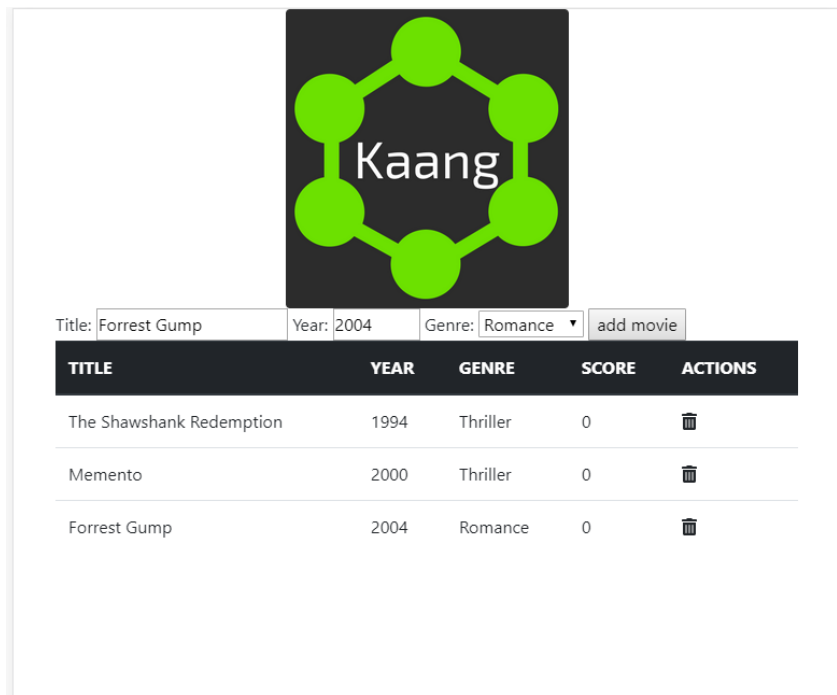 Kaang
Title: Forrest Gump Year: 2004 Genre: Romance add movie
TITLE YEAR GENRE SCORE ACTIONS
The Shawshank Redemption 1994 Thriller 0
Memento 2000 Thriller 0
Forrest Gump 2004 Romance 0